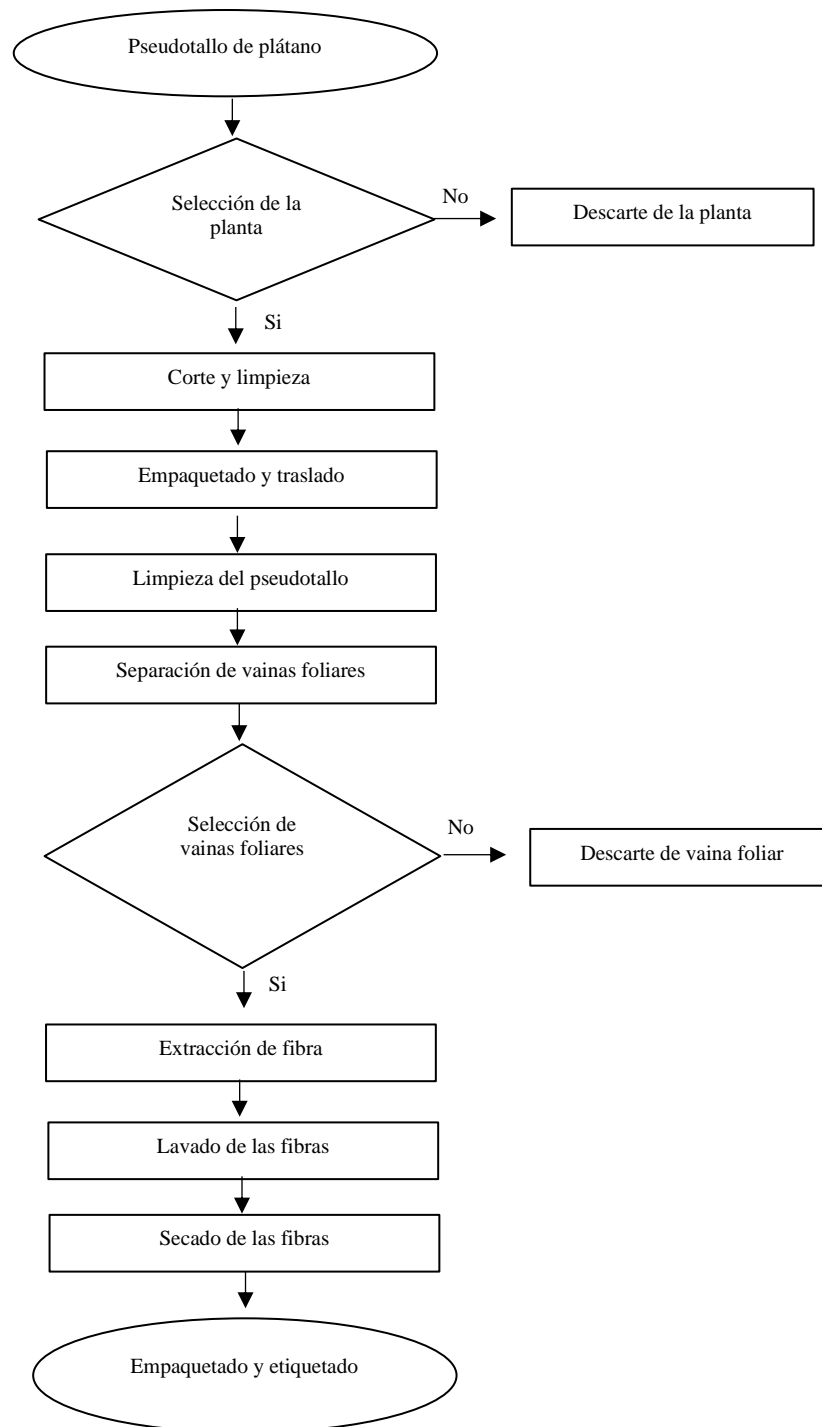 Pseudotallo de plátano
Selección de la
planta
No
Descarte de la planta
Si
Corte y limpieza
Empaquetado y traslado
Limpieza del pseudotallo
Separación de vainas foliares
Selección de
vainas foliares
No
Descarte de vaina foliar
Si
Extracción de fibra
Lavado de las fibras
Secado de las fibras
Empaquetado y etiquetado